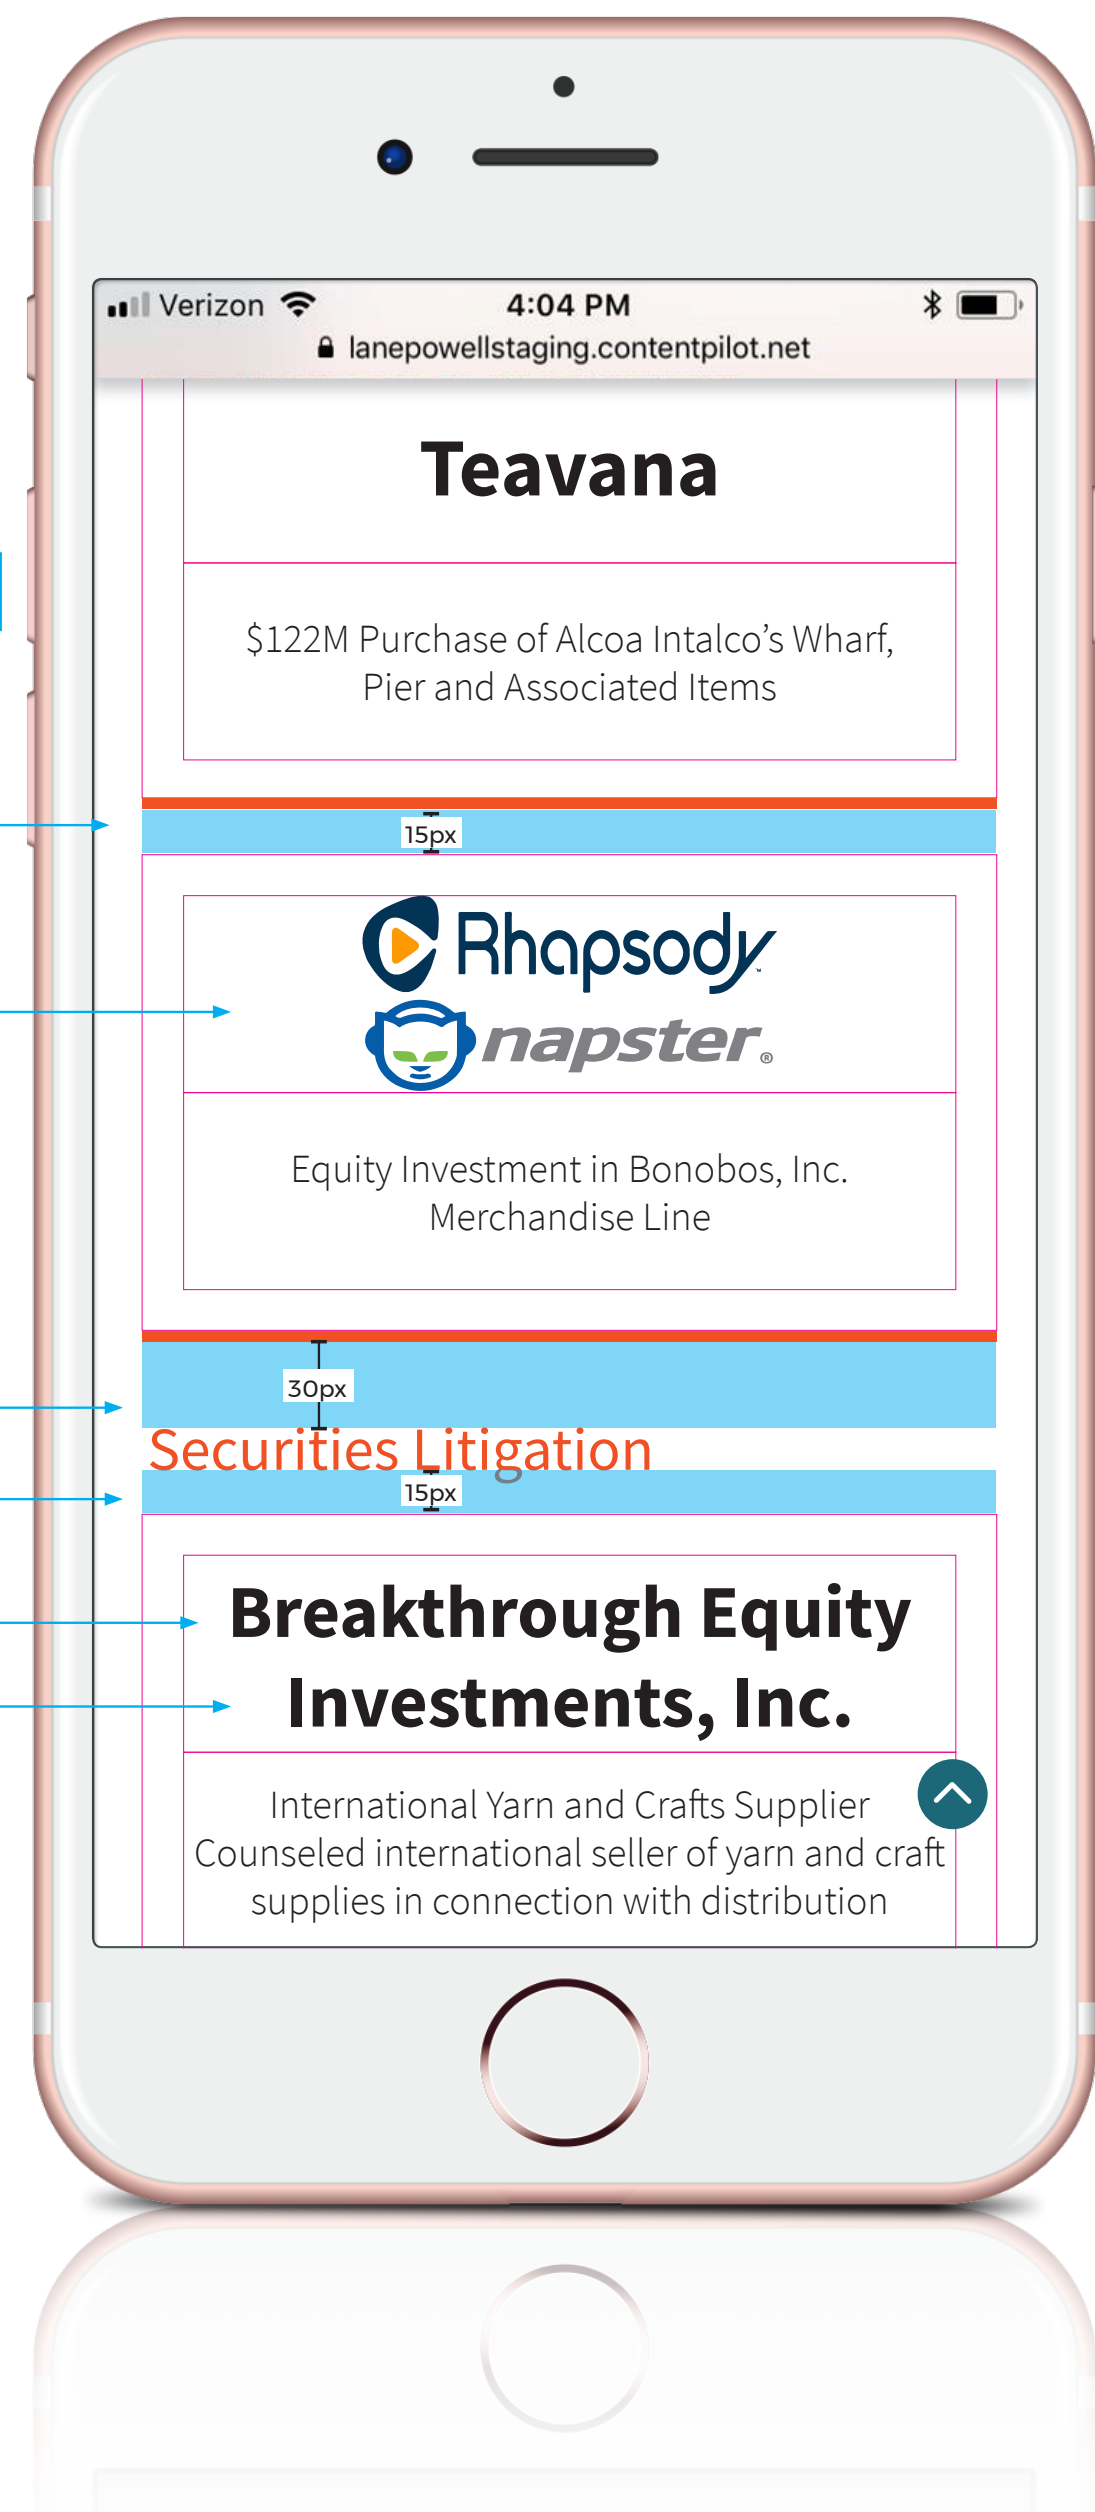 Verizon 4:04 PM
lanepowellstaging.contentpilot.net
Teavana
$122M Purchase of Alcoa Intalco’s Wharf,
Pier and Associated Items
15px
Rhapsody™
napster®
Equity Investment in Bonobos, Inc.
Merchandise Line
30px
Securities Litigation
15px
Breakthrough Equity
Investments, Inc.
International Yarn and Crafts Supplier
Counseled international seller of yarn and craft
supplies in connection with distribution